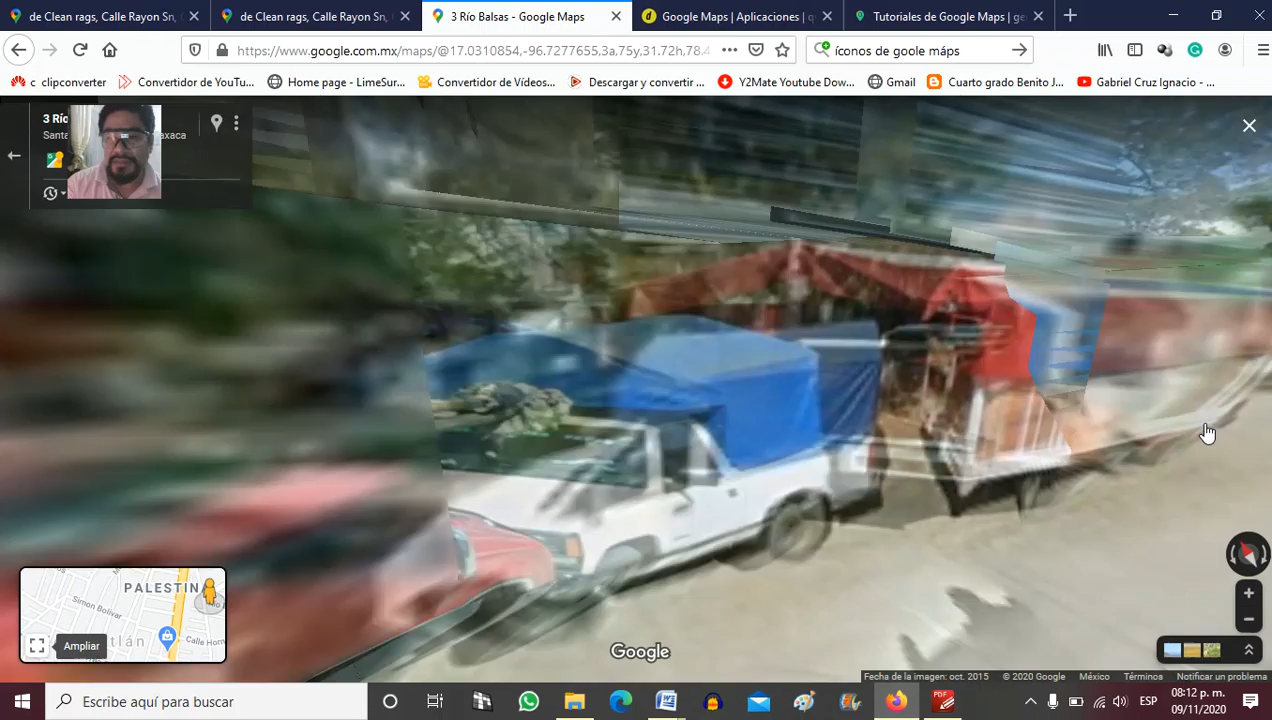 de Clean rags, Calle Rayon Sn,
de Clean rags, Calle Rayon Sn,
3 Río Balsas - Google Maps
Google Maps | Aplicaciones | q
Tutoriales de Google Maps | ge
https://www.google.com.mx/maps/@17.0310854,-96.7277655,3a,75y,31.72h,78.4
íconos de goole máps
c clipconverter
Convertidor de YouTu...
Home page - LimeSur...
Convertidor de Vídeos...
Descargar y convertir ...
Y2Mate Youtube Dow...
Gmail
Cuarto grado Benito J...
Gabriel Cruz Ignacio - ...
3 Río
Santa
axaca
PALESTIN
Simon Bolivar
tlán
Calle Horn
Ampliar
Google
Fecha de la imagen: oct. 2015
© 2020 Google
México
Términos
Notificar un problema
Escribe aquí para buscar
PDF
ESP
08:12 p. m.
09/11/2020